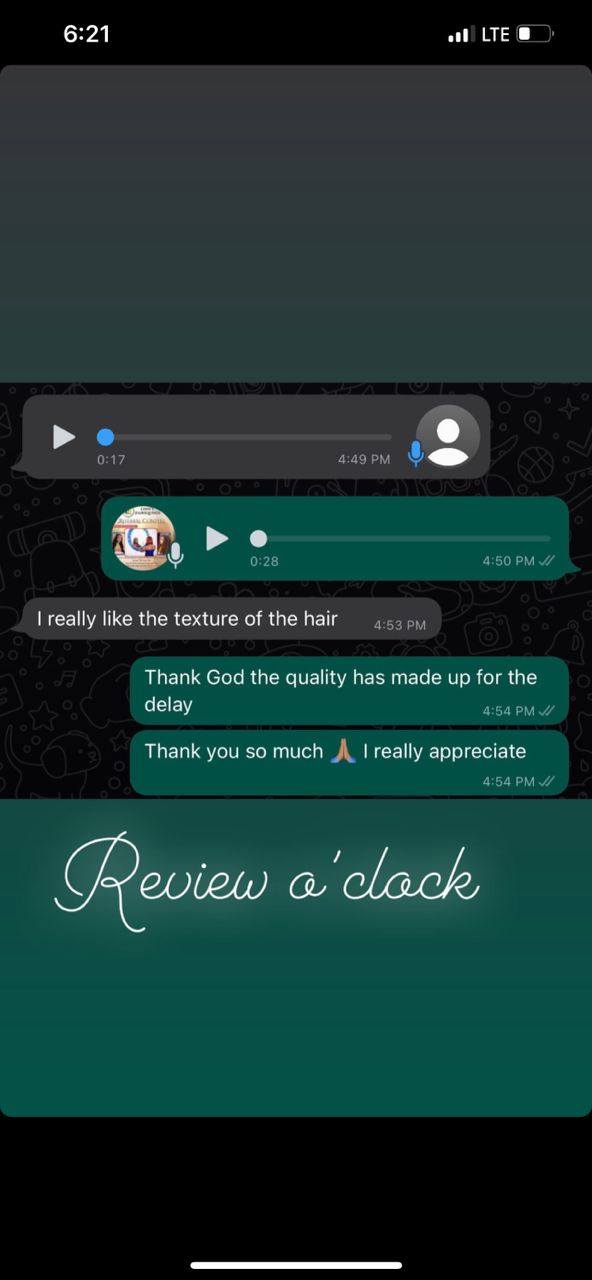 6:21
LTE
0:17
4:49 PM
0:28
4:50 PM
I really like the texture of the hair
4:53 PM
Thank God the quality has made up for the
delay
4:54 PM
Thank you so much 🙏🏽 I really appreciate
4:54 PM
Review o'clock